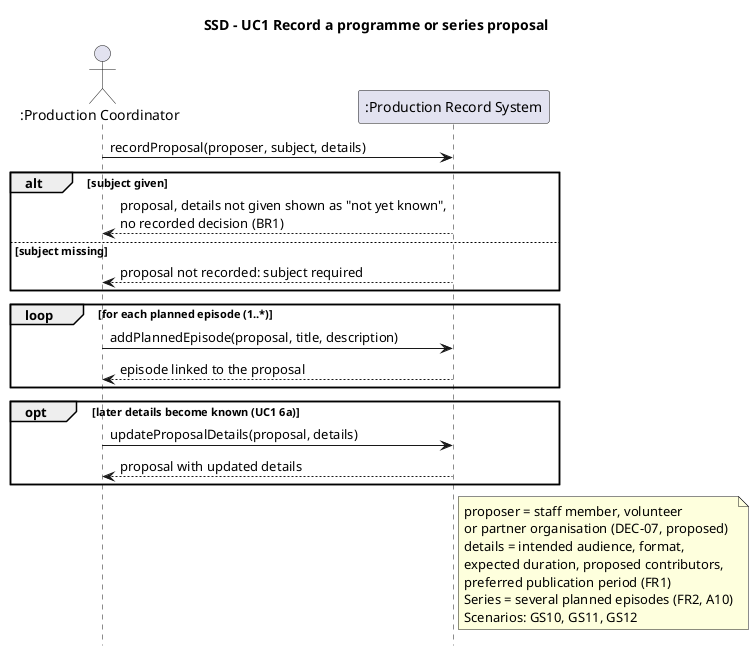 SSD - UC1 Record a programme or series proposal
:Production Coordinator
:Production Record System
recordProposal(proposer, subject, details)
alt
[subject given]
proposal, details not given shown as "not yet known",
no recorded decision (BR1)
[subject missing]
proposal not recorded: subject required
loop
[for each planned episode (1..*)]
addPlannedEpisode(proposal, title, description)
episode linked to the proposal
opt
[later details become known (UC1 6a)]
updateProposalDetails(proposal, details)
proposal with updated details
proposer = staff member, volunteer
or partner organisation (DEC-07, proposed)
details = intended audience, format,
expected duration, proposed contributors,
preferred publication period (FR1)
Series = several planned episodes (FR2, A10)
Scenarios: GS10, GS11, GS12